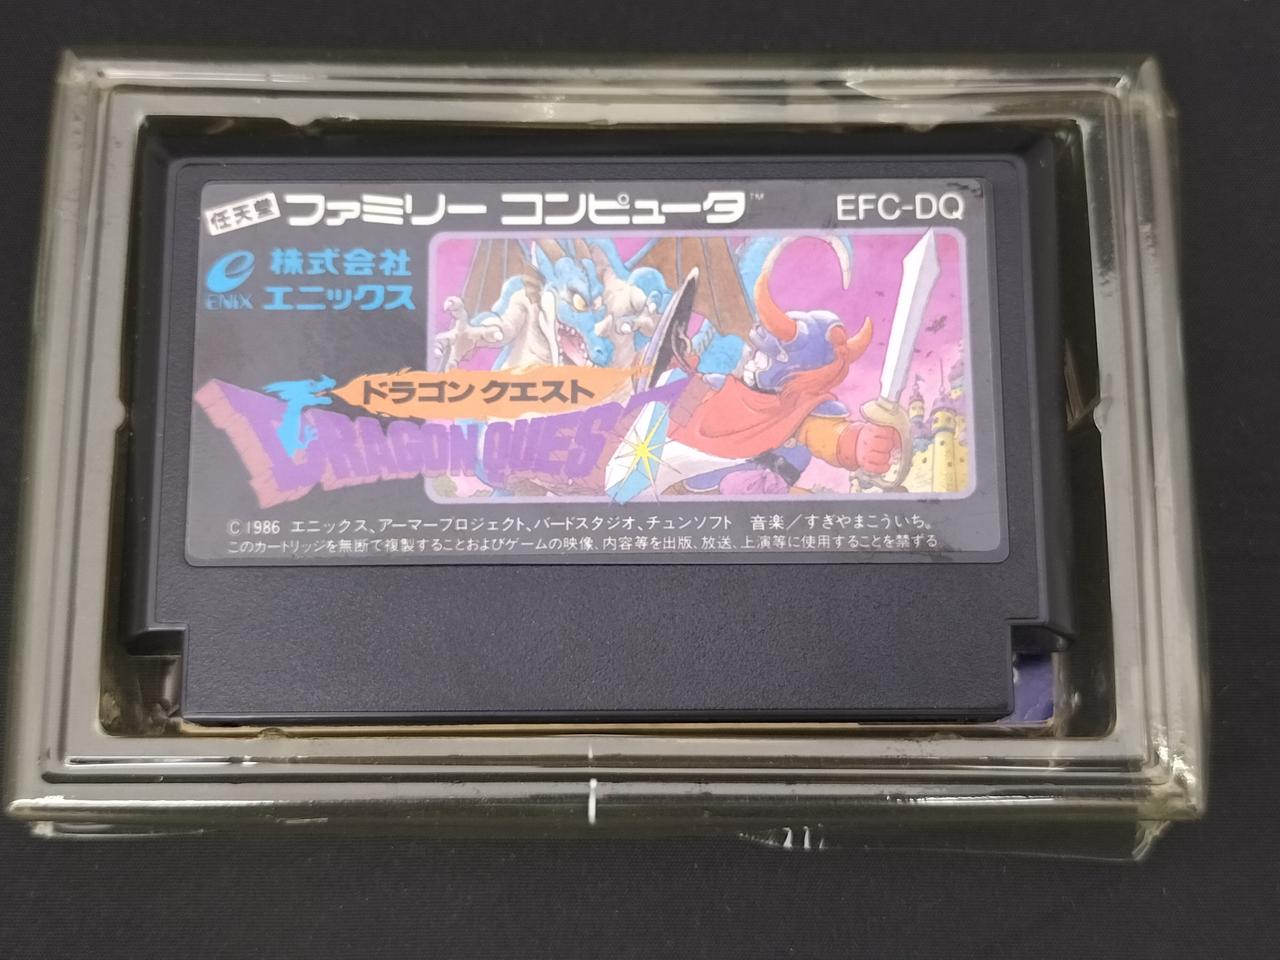 任天堂 ファミリー コンピュータ™ EFC-DQ
ENIX 株式会社
エニックス
ドラゴンクエスト
DRAGON QUEST
©1986 エニックス、アーマープロジェクト、バードスタジオ、チュンソフト 音楽／すぎやまこういち。
このカートリッジを無断で複製することおよびゲームの映像、内容等を出版、放送、上演等に使用することを禁ずる